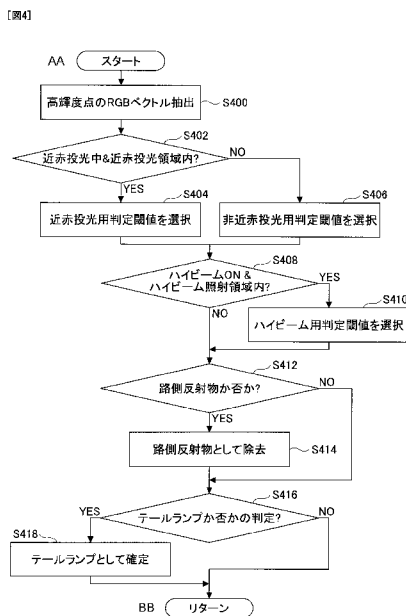 [図4]
AA スタート
高輝度点のRGBベクトル抽出 S400
S402
近赤投光中&近赤投光領域内? NO
YES S404 S406
近赤投光用判定閾値を選択 非近赤投光用判定閾値を選択
S408
ハイビームON &
ハイビーム照射領域内? YES
NO S410
ハイビーム用判定閾値を選択
S412
路側反射物か否か? NO
YES
路側反射物として除去 S414
S416
YES テールランプか否かの判定? NO
S418
テールランプとして確定
BB リターン